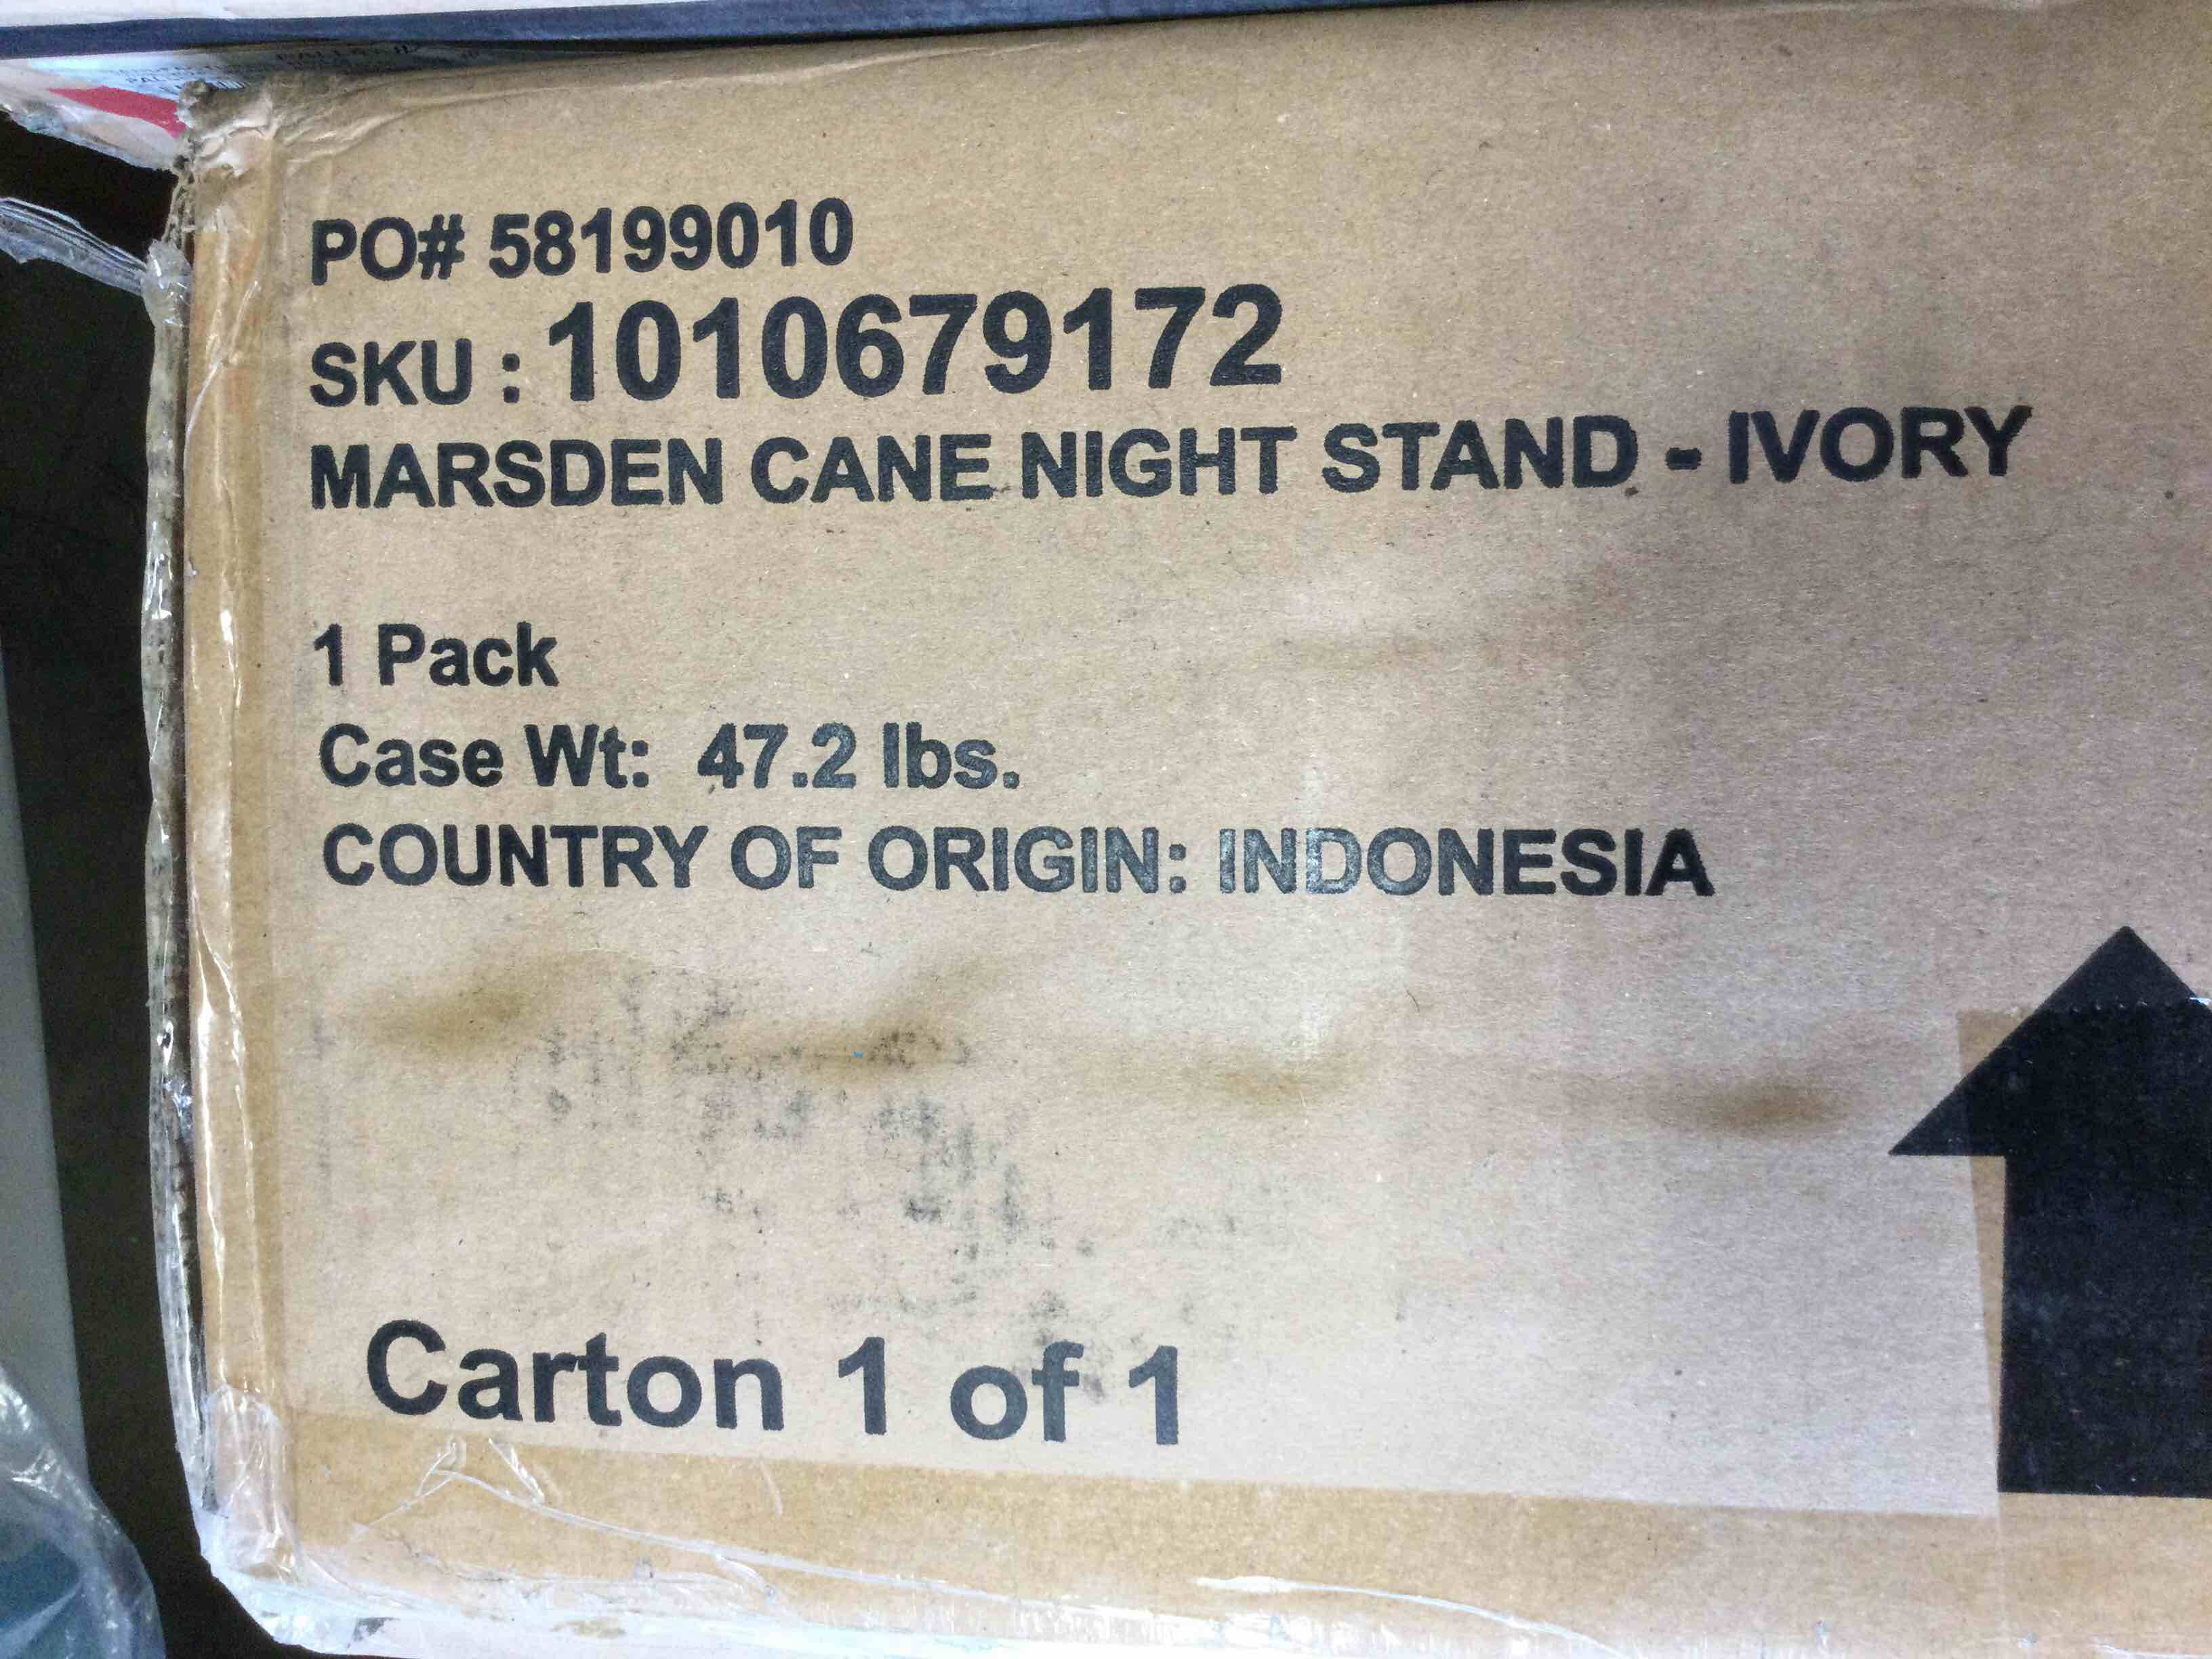 PO# 58199010
SKU : 1010679172
MARSDEN CANE NIGHT STAND - IVORY
1 Pack
Case Wt: 47.2 lbs.
COUNTRY OF ORIGIN: INDONESIA
Carton 1 of 1